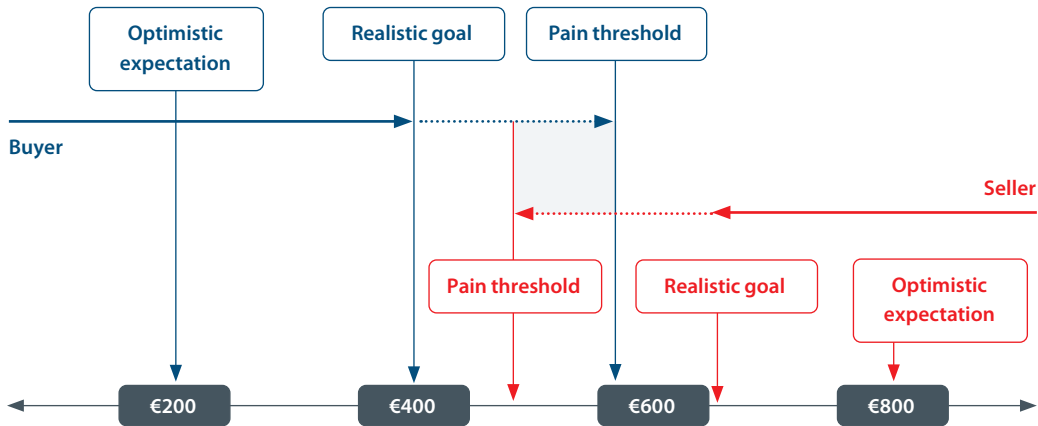 Optimistic
expectation
Realistic goal
Pain threshold
Buyer
Seller
Pain threshold
Realistic goal
Optimistic
expectation
€200
€400
€600
€800